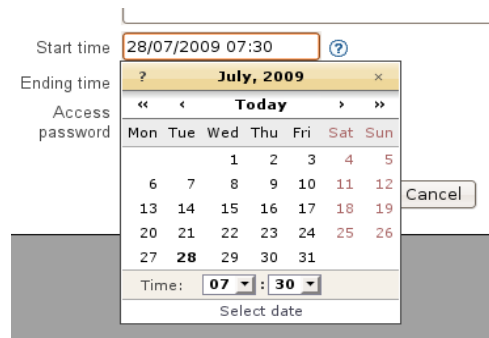 Start time 28/07/2009 07:30 ?
Ending time
Access
password
? July, 2009 ×
« ‹ Today › »
Mon Tue Wed Thu Fri Sat Sun
1 2 3 4 5
6 7 8 9 10 11 12
13 14 15 16 17 18 19
20 21 22 23 24 25 26
27 28 29 30 31
Time: 07 : 30
Select date
Cancel